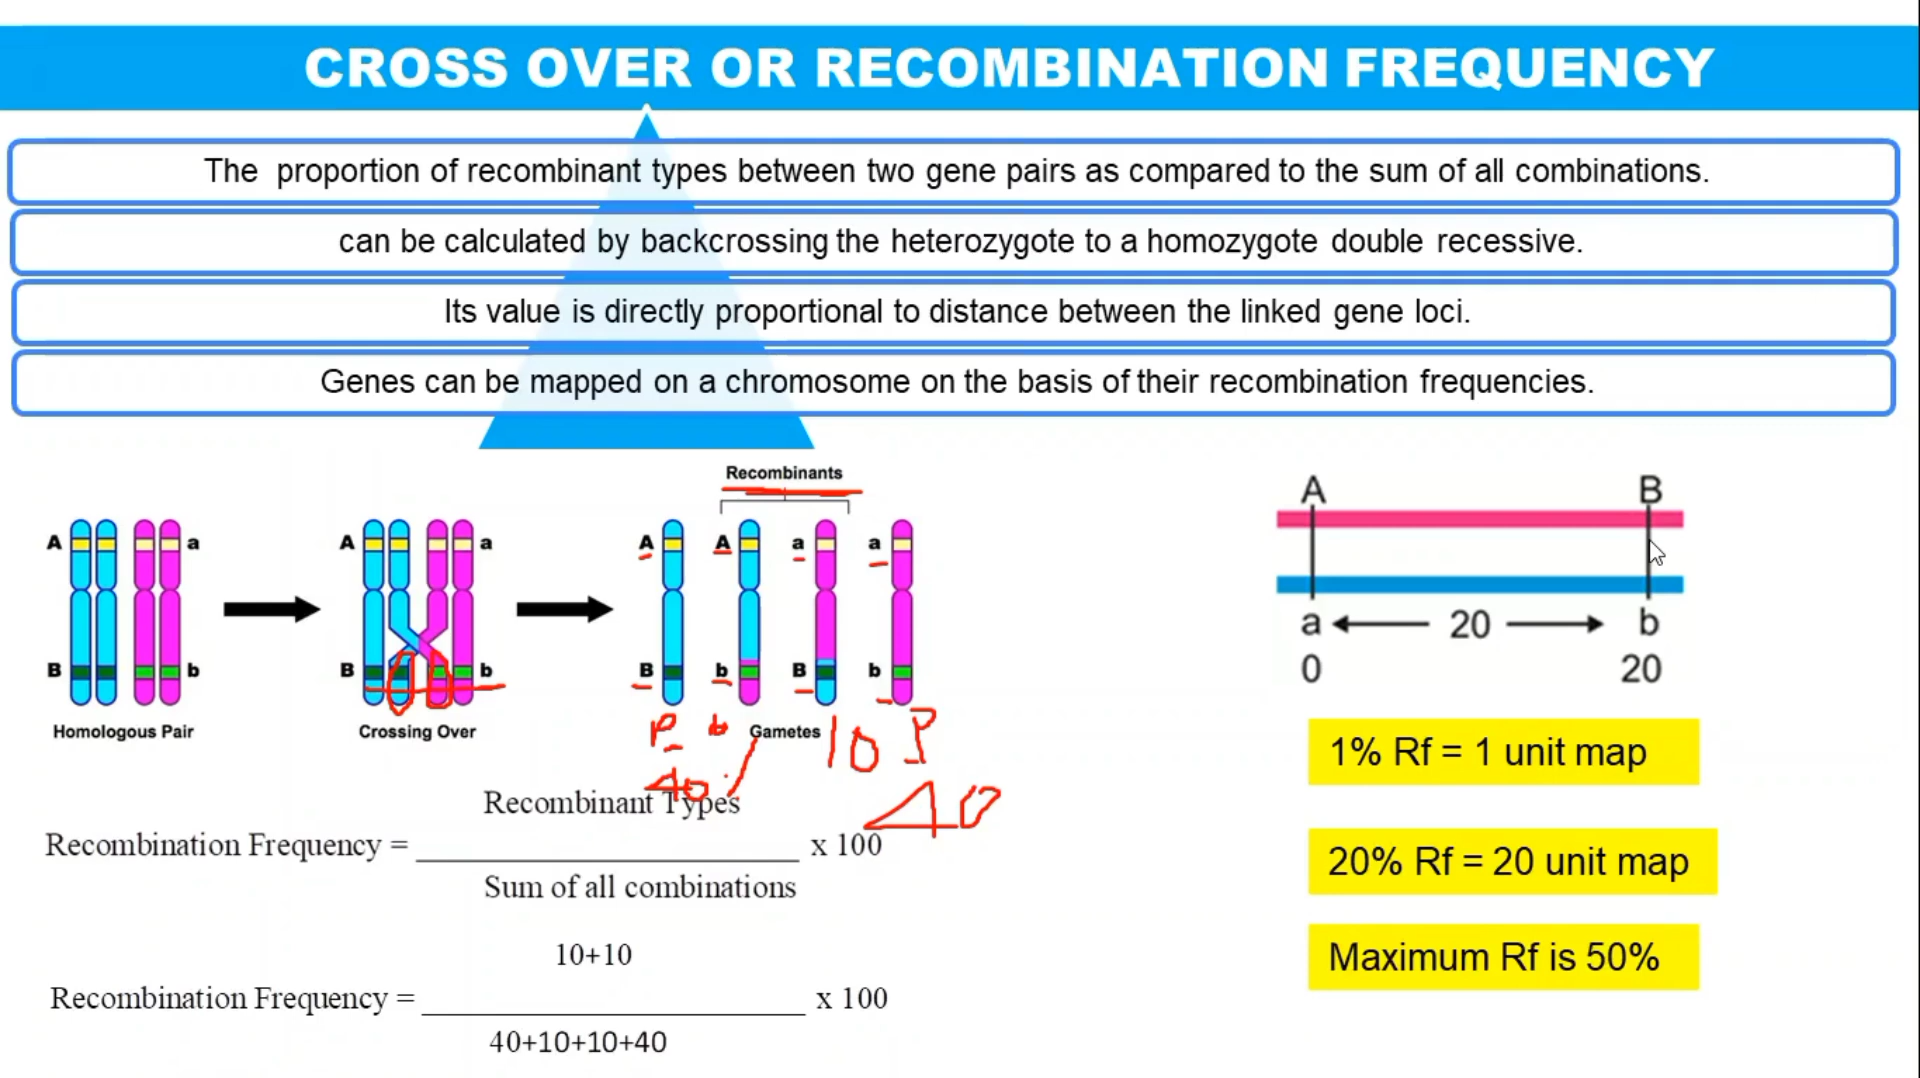 CROSS OVER OR RECOMBINATION FREQUENCY
The proportion of recombinant types between two gene pairs as compared to the sum of all combinations.
can be calculated by backcrossing the heterozygote to a homozygote double recessive.
Its value is directly proportional to distance between the linked gene loci.
Genes can be mapped on a chromosome on the basis of their recombination frequencies.
Recombinants
A a A a A A a a
B b B b B b B b
Homologous Pair
Crossing Over
Gametes
P 10 P
40 %
40
A B
a 20 b
0 20
1% Rf = 1 unit map
20% Rf = 20 unit map
Maximum Rf is 50%
Recombinant Types
Recombination Frequency = x 100
Sum of all combinations
10+10
Recombination Frequency = x 100
40+10+10+40